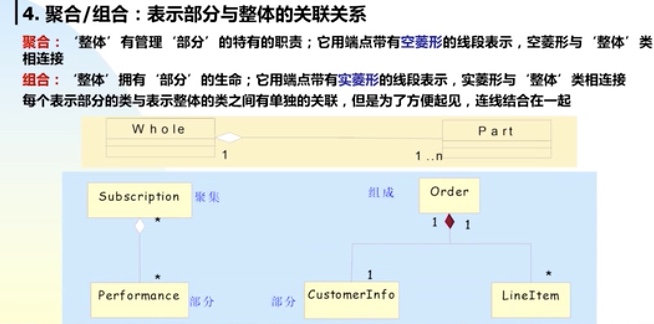 4. 聚合/组合：表示部分与整体的关联关系
聚合：‘整体’有管理‘部分’的特有的职责；它用端点带有空菱形的线段表示，空菱形与‘整体’类
相连接
组合：‘整体’拥有‘部分’的生命；它用端点带有实菱形的线段表示，实菱形与‘整体’类相连接
每个表示部分的类与表示整体的类之间有单独的关联，但是为了方便起见，连线结合在一起
Whole
Part
1
1..n
Subscription 聚集
组成 Order
*
1 1
*
1
*
Performance 部分
部分 CustomerInfo
LineItem